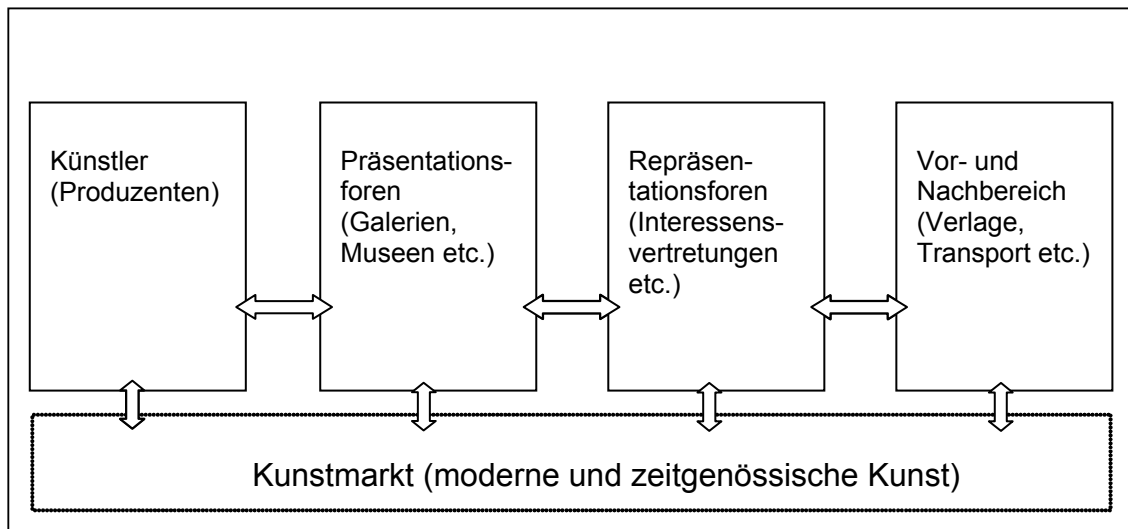 Künstler
(Produzenten)
Präsentations-
foren
(Galerien,
Museen etc.)
Repräsen-
tationsforen
(Interessens-
vertretungen
etc.)
Vor- und
Nachbereich
(Verlage,
Transport etc.)
Kunstmarkt (moderne und zeitgenössische Kunst)